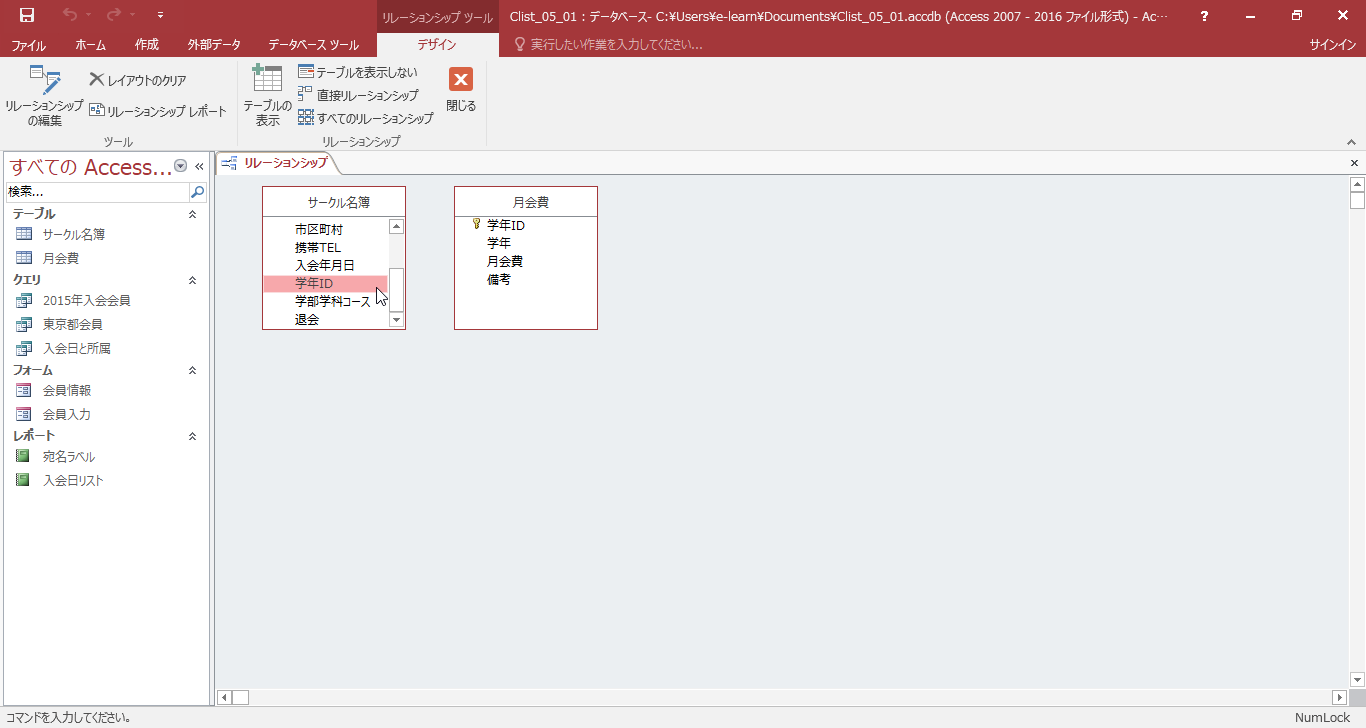 リレーションシップ ツール
Clist_05_01 : データベース- C:¥Users¥e-learn¥Documents¥Clist_05_01.accdb (Access 2007 - 2016 ファイル形式) - Ac…
?
ファイル
ホーム
作成
外部データ
データベース ツール
デザイン
実行したい作業を入力してください...
サインイン
リレーションシップ
の編集
レイアウトのクリア
リレーションシップ レポート
ツール
テーブルの
表示
テーブルを表示しない
直接リレーションシップ
すべてのリレーションシップ
閉じる
リレーションシップ
すべての Access...
検索...
テーブル
サークル名簿
月会費
クエリ
2015年入会会員
東京都会員
入会日と所属
フォーム
会員情報
会員入力
レポート
宛名ラベル
入会日リスト
リレーションシップ
サークル名簿
市区町村
携帯TEL
入会年月日
学年ID
学部学科コース
退会
月会費
学年ID
学年
月会費
備考
コマンドを入力してください。
NumLock